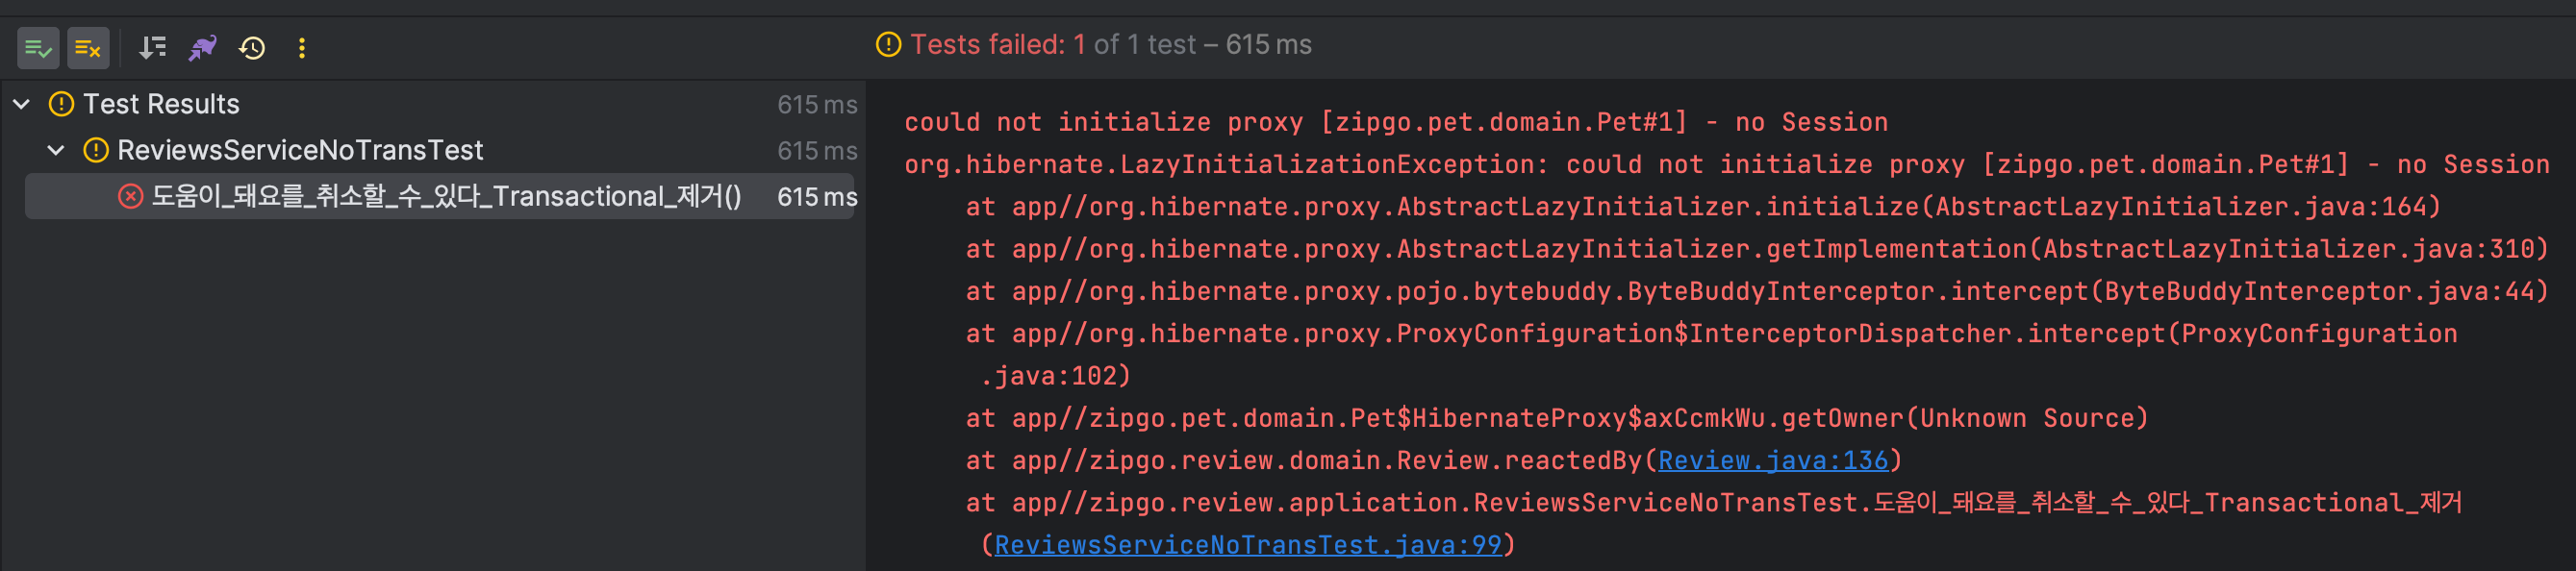 Tests failed: 1 of 1 test – 615 ms
Test Results 615 ms
ReviewsServiceNoTransTest 615 ms
도움이_돼요를_취소할_수_있다_Transactional_제거() 615 ms
could not initialize proxy [zipgo.pet.domain.Pet#1] - no Session
org.hibernate.LazyInitializationException: could not initialize proxy [zipgo.pet.domain.Pet#1] - no Session
at app//org.hibernate.proxy.AbstractLazyInitializer.initialize(AbstractLazyInitializer.java:164)
at app//org.hibernate.proxy.AbstractLazyInitializer.getImplementation(AbstractLazyInitializer.java:310)
at app//org.hibernate.proxy.pojo.bytebuddy.ByteBuddyInterceptor.intercept(ByteBuddyInterceptor.java:44)
at app//org.hibernate.proxy.ProxyConfiguration$InterceptorDispatcher.intercept(ProxyConfiguration
.java:102)
at app//zipgo.pet.domain.Pet$HibernateProxy$axCcmkWu.getOwner(Unknown Source)
at app//zipgo.review.domain.Review.reactedBy(Review.java:136)
at app//zipgo.review.application.ReviewsServiceNoTransTest.도움이_돼요를_취소할_수_있다_Transactional_제거
(ReviewsServiceNoTransTest.java:99)